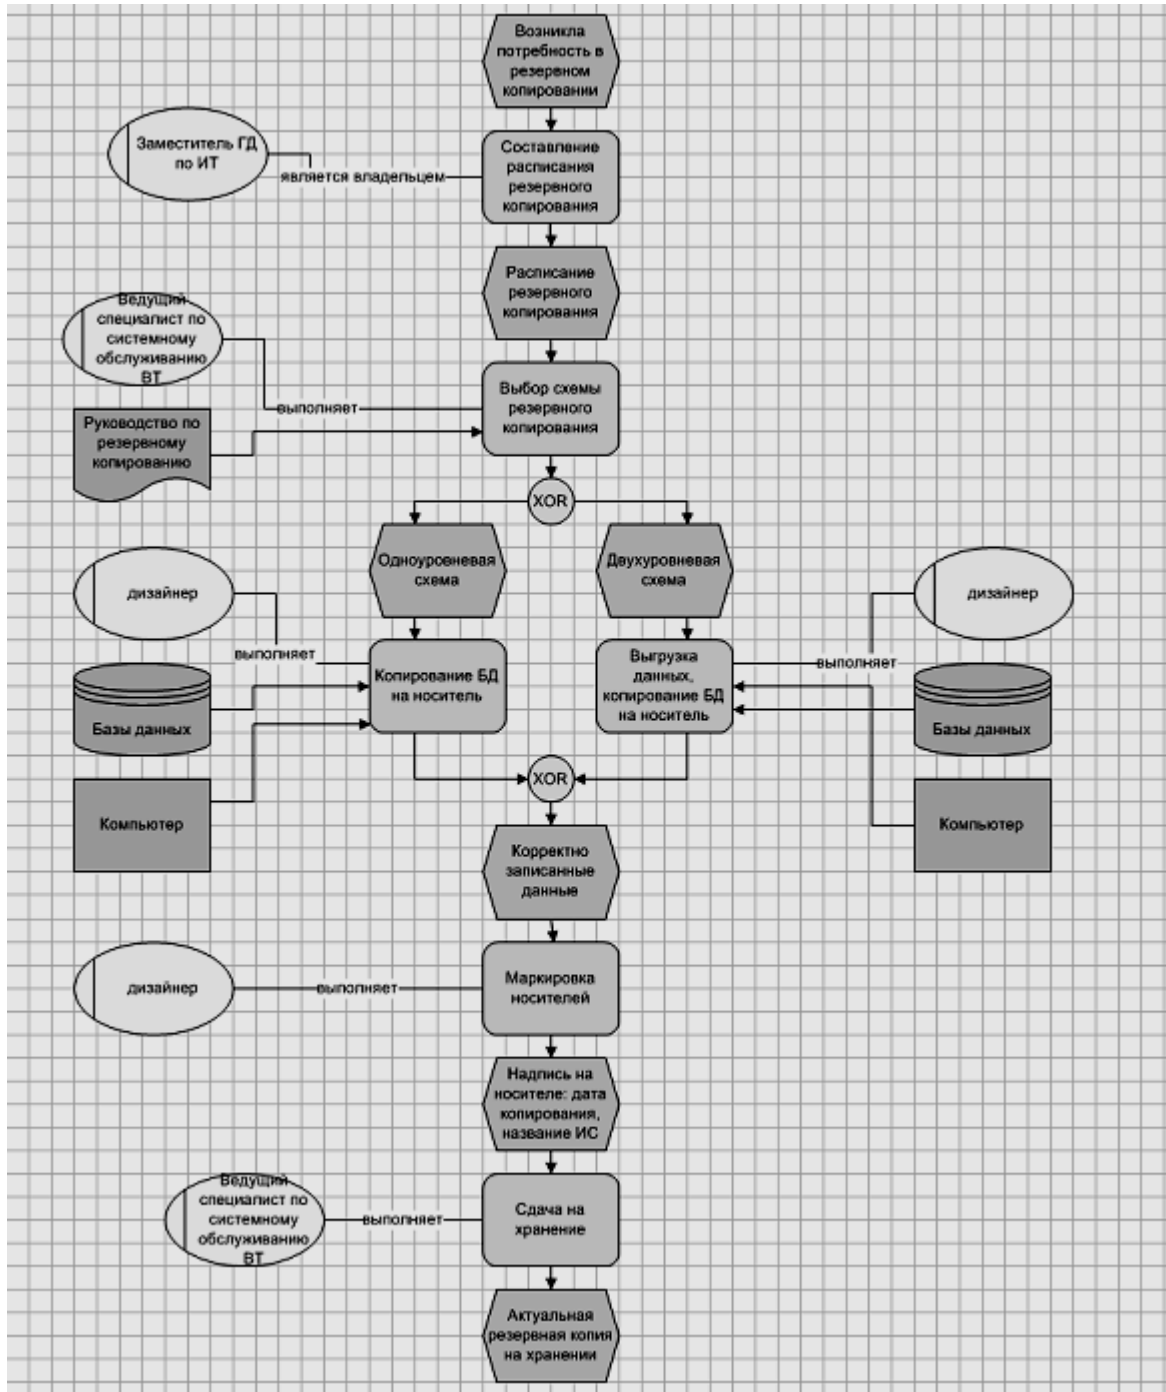 Возникла
потребность в
резервном
копировании
Заместитель ГД
по ИТ
является владельцем
Составление
расписания
резервного
копирования
Расписание
резервного
копирования
Ведущий
специалист по
системному
обслуживанию
ВТ
выполняет
Выбор схемы
резервного
копирования
Руководство по
резервному
копированию
XOR
Одноуровневая
схема
Двухуровневая
схема
дизайнер
дизайнер
выполняет
Копирование БД
на носитель
Выгрузка
данных,
копирование БД
на носитель
выполняет
Базы данных
Базы данных
XOR
Компьютер
Компьютер
Корректно
записанные
данные
дизайнер
выполняет
Маркировка
носителей
Надпись на
носителе: дата
копирования,
название ИС
Ведущий
специалист по
системному
обслуживанию
ВТ
выполняет
Сдача на
хранение
Актуальная
резервная копия
на хранении